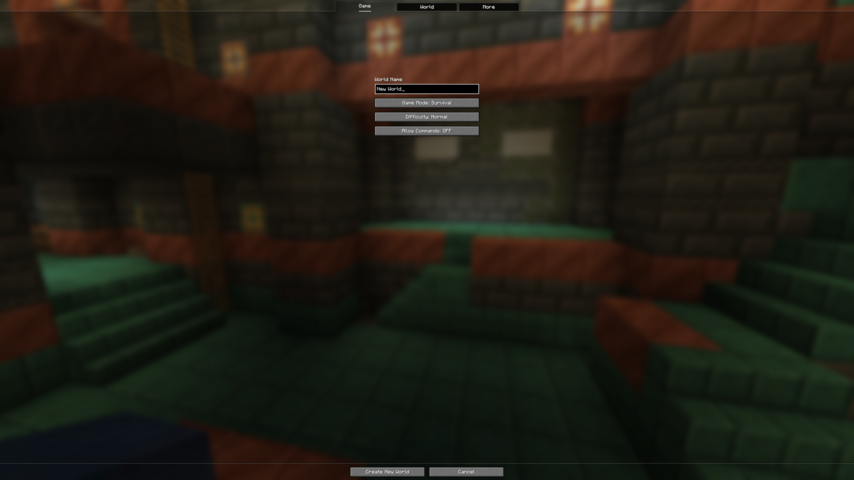 Game World More
World Name
New World_
Game Mode: Survival
Difficulty: Normal
Allow Commands: OFF
Create New World Cancel